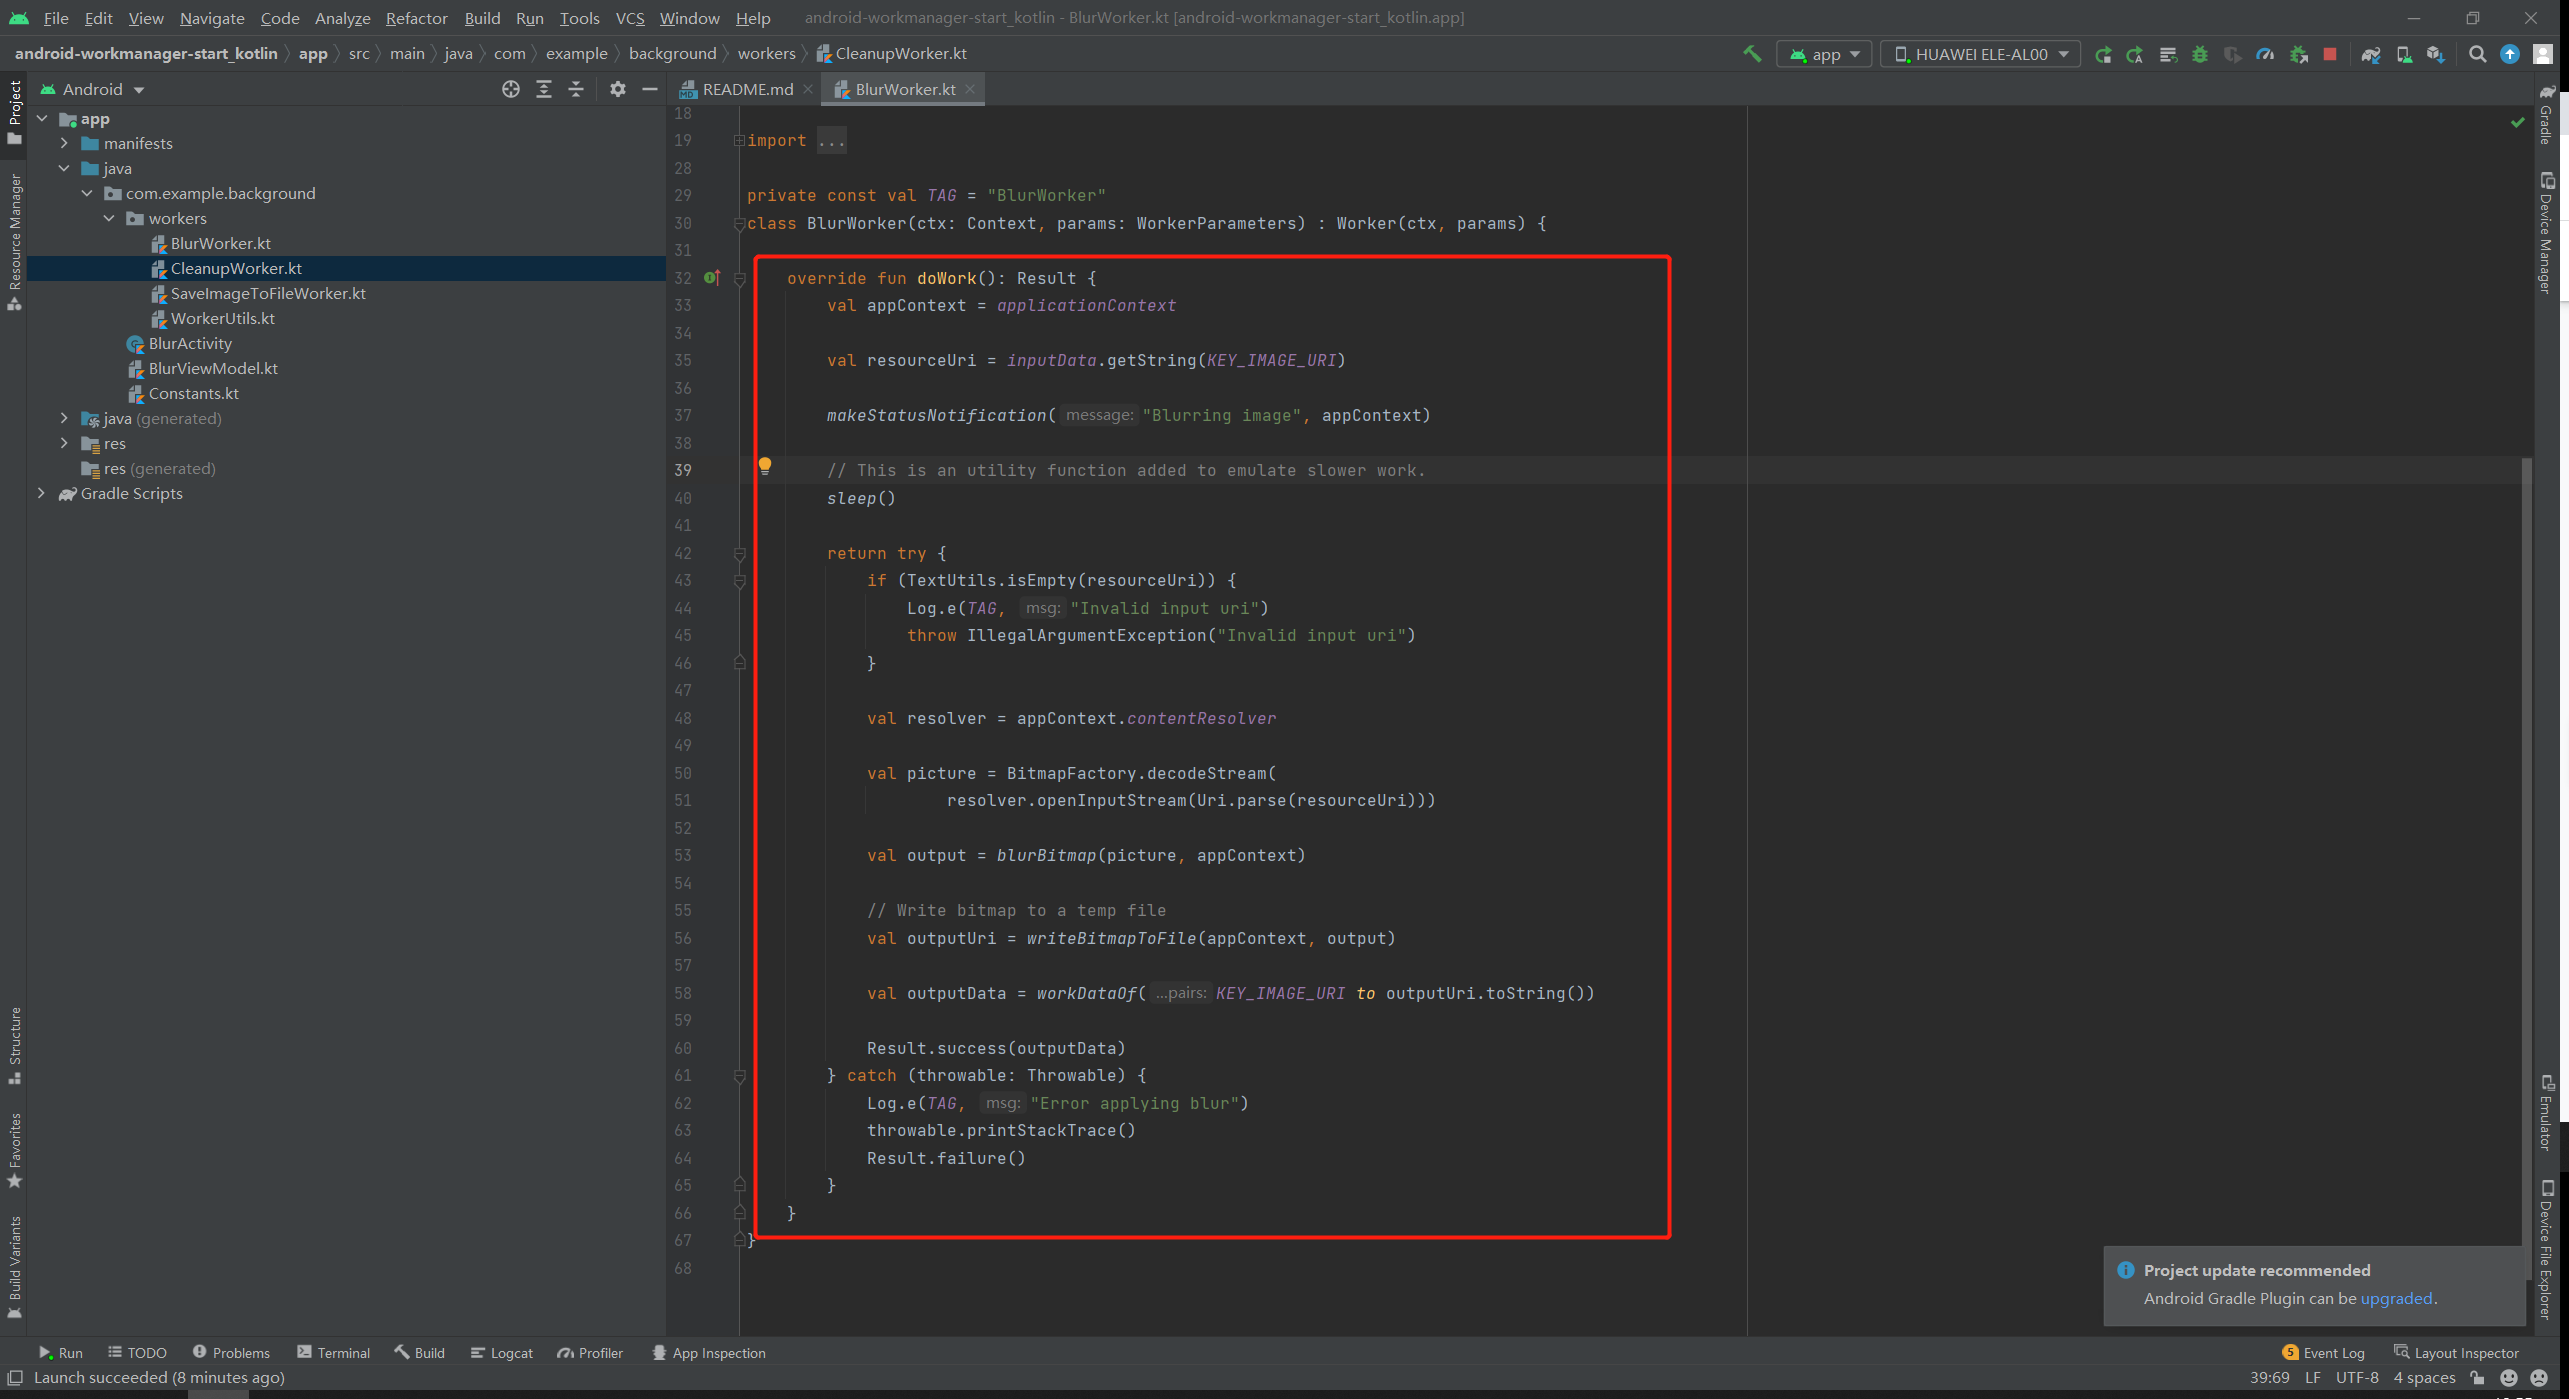 File Edit View Navigate Code Analyze Refactor Build Run Tools VCS Window Help android-workmanager-start_kotlin - BlurWorker.kt [android-workmanager-start_kotlin.app]
android-workmanager-start_kotlin app src main java com example background workers CleanupWorker.kt app HUAWEI ELE-AL00
Android README.md BlurWorker.kt
Project
Resource Manager
Structure
Favorites
Build Variants
app
manifests
java
com.example.background
workers
BlurWorker.kt
CleanupWorker.kt
SaveImageToFileWorker.kt
WorkerUtils.kt
BlurActivity
BlurViewModel.kt
Constants.kt
java (generated)
res
res (generated)
Gradle Scripts
18
19 import ...
28
29 private const val TAG = "BlurWorker"
30 class BlurWorker(ctx: Context, params: WorkerParameters) : Worker(ctx, params) {
31
32 override fun doWork(): Result {
33 val appContext = applicationContext
34
35 val resourceUri = inputData.getString(KEY_IMAGE_URI)
36
37 makeStatusNotification( message: "Blurring image", appContext)
38
39 // This is an utility function added to emulate slower work.
40 sleep()
41
42 return try {
43 if (TextUtils.isEmpty(resourceUri)) {
44 Log.e(TAG, msg: "Invalid input uri")
45 throw IllegalArgumentException("Invalid input uri")
46 }
47
48 val resolver = appContext.contentResolver
49
50 val picture = BitmapFactory.decodeStream(
51 resolver.openInputStream(Uri.parse(resourceUri)))
52
53 val output = blurBitmap(picture, appContext)
54
55 // Write bitmap to a temp file
56 val outputUri = writeBitmapToFile(appContext, output)
57
58 val outputData = workDataOf( ...pairs: KEY_IMAGE_URI to outputUri.toString())
59
60 Result.success(outputData)
61 } catch (throwable: Throwable) {
62 Log.e(TAG, msg: "Error applying blur")
63 throwable.printStackTrace()
64 Result.failure()
65 }
66 }
67 }
68
Gradle
Device Manager
Emulator
Device File Explorer
Project update recommended
Android Gradle Plugin can be upgraded.
Run TODO Problems Terminal Build Logcat Profiler App Inspection 5 Event Log Layout Inspector
Launch succeeded (8 minutes ago) 39:69 LF UTF-8 4 spaces